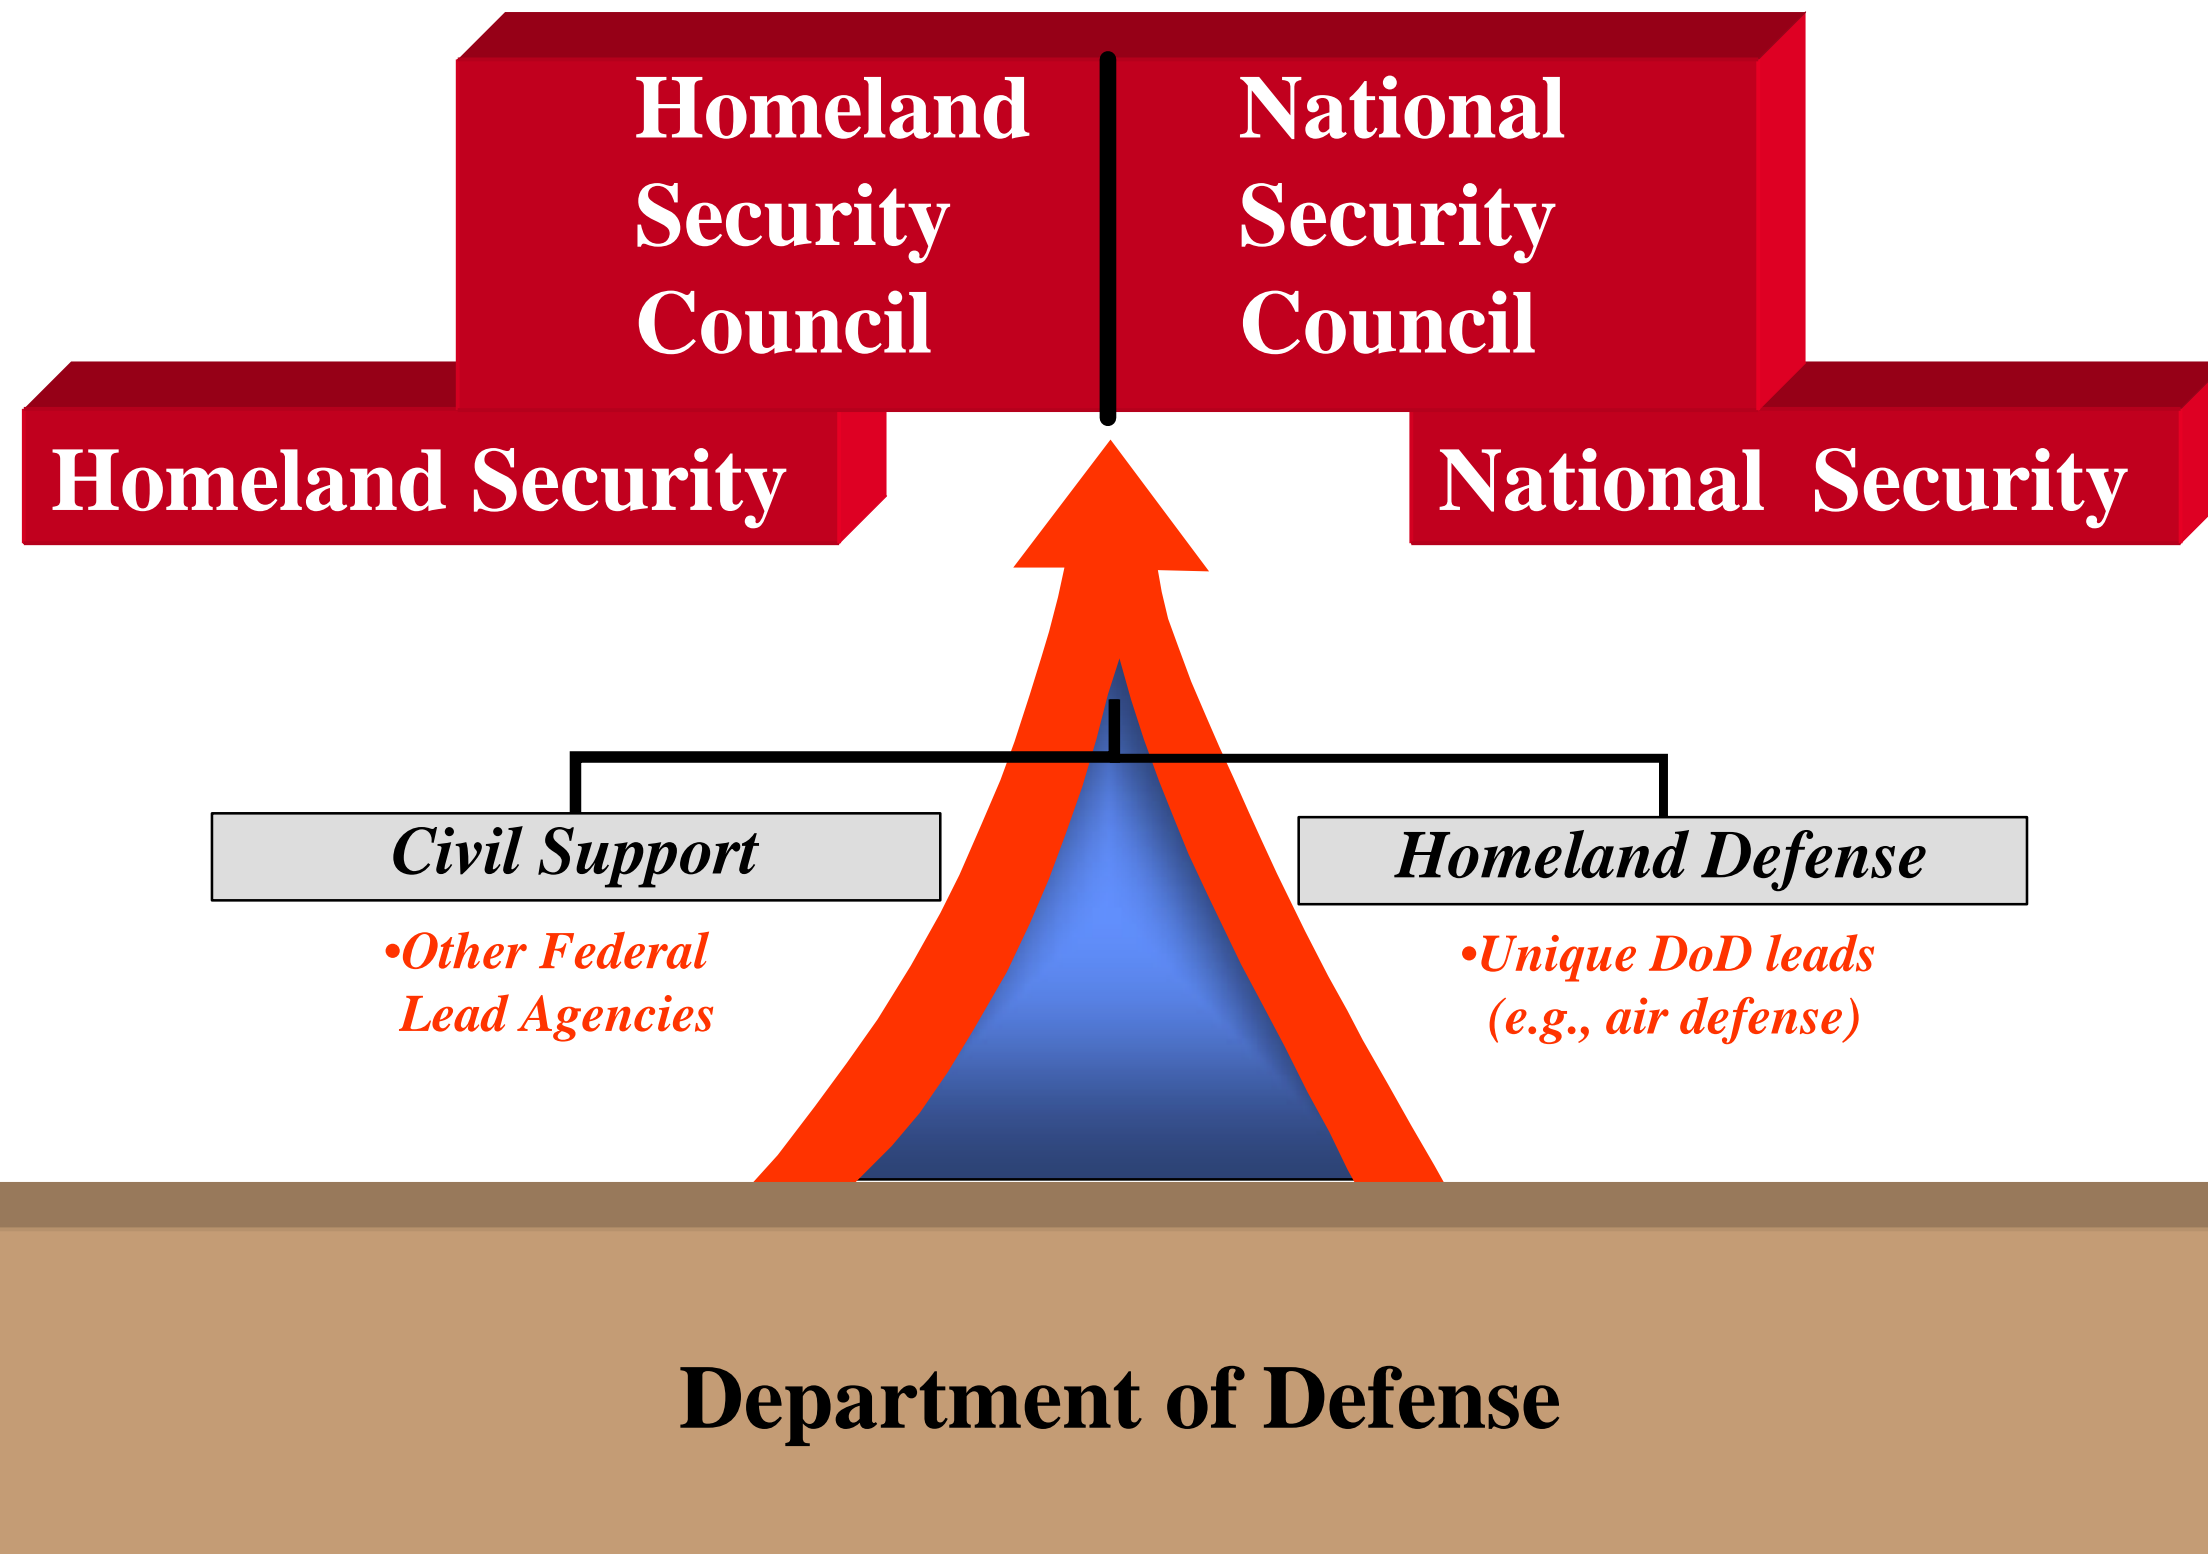 Homeland
Security
Council
National
Security
Council
Homeland Security
National Security
Civil Support
•Other Federal
Lead Agencies
Homeland Defense
•Unique DoD leads
(e.g., air defense)
Department of Defense